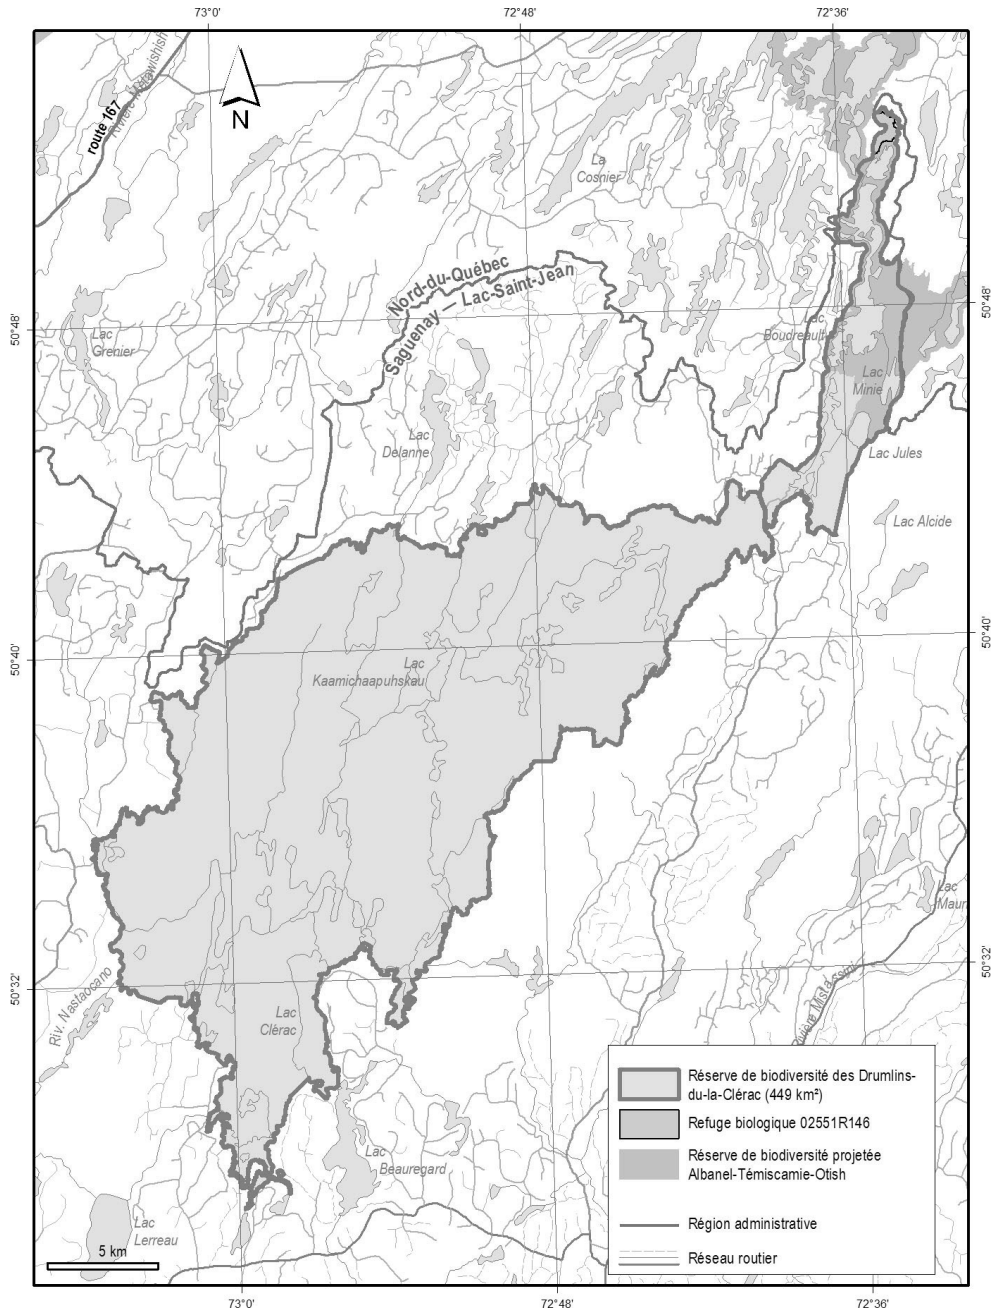 73°0'
72°48'
72°36'
route 167
N
La
Cosnier
Nord-du-Québec
Saguenay — Lac-Saint-Jean
50°48'
50°48'
Lac
Grenier
Lac
Boudreault
Lac
Minie
Lac
Delanne
Lac Jules
Lac Alcide
50°40'
50°40'
Lac
Kaamichaapuhskau
Lac
Maur
50°32'
50°32'
Riv. Nastaocano
Lac
Clérac
Rivière Mistassini
Lac
Beauregard
Lac
Lerreau
5 km
Réserve de biodiversité des Drumlins-
du-la-Clérac (449 km²)
Refuge biologique 02551R146
Réserve de biodiversité projetée
Albanel-Témiscamie-Otish
Région administrative
Réseau routier
73°0'
72°48'
72°36'